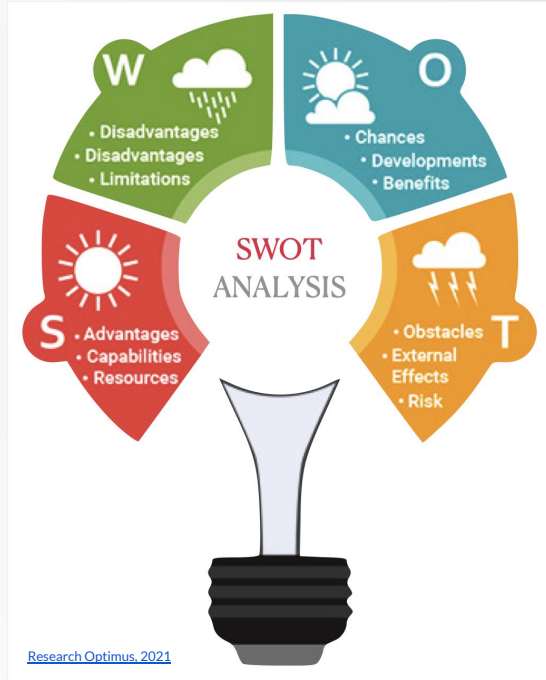 W
• Disadvantages
• Disadvantages
• Limitations
O
• Chances
• Developments
• Benefits
SWOT
ANALYSIS
S
• Advantages
• Capabilities
• Resources
T
• Obstacles
• External
Effects
• Risk
Research Optimus, 2021